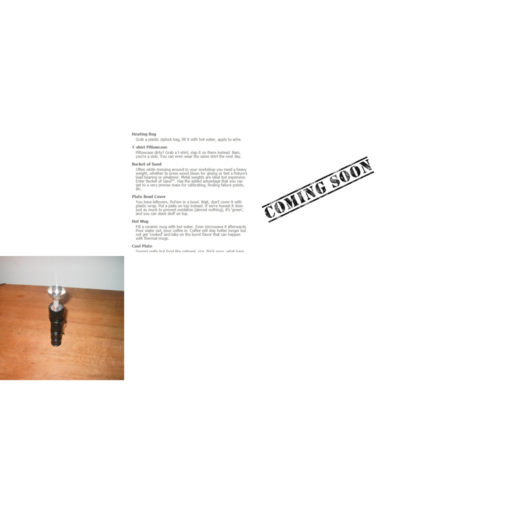 Heating Bag
Grab a plastic ziplock bag, fill it with hot water, apply to ache.
T-shirt Pillowcase
Pillowcase dirty? Grab a t-shirt, slap it on there instead. Bam,
you're a slob. You can even wear the same shirt the next day.
Bucket of Sand
Often while messing around in your workshop you need a heavy
weight, whether to press wood down for glueing or test a fixture's
load bearing or whatever. Metal weights are ideal but expensive.
Enter Bucket of Sand™. Has the added advantage that you can
get to a very precise mass for calibrating, finding failure points,
etc.
Plate Bowl Cover
You have leftovers. Put'em in a bowl. Wait, don't cover it with
plastic wrap. Put a plate on top instead. If we're honest it does
just as much to prevent oxidation (almost nothing), it's 'green',
and you can stack stuff on top.
Hot Mug
Fill a ceramic mug with hot water. Even microwave it afterwards.
Pour water out, pour coffee in. Coffee will stay hotter longer but
not get 'cooked' and take on the burnt flavor that can happen
with thermal mugs.
Cool Plate
COMING SOON